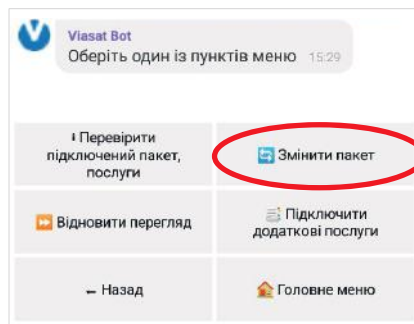 Viasat Bot
Оберіть один із пунктів меню 15:29
ℹ Перевірити
підключений пакет,
послуги
🔄 Змінити пакет
⏩ Відновити перегляд
Підключити
додаткові послуги
← Назад
🏠 Головне меню